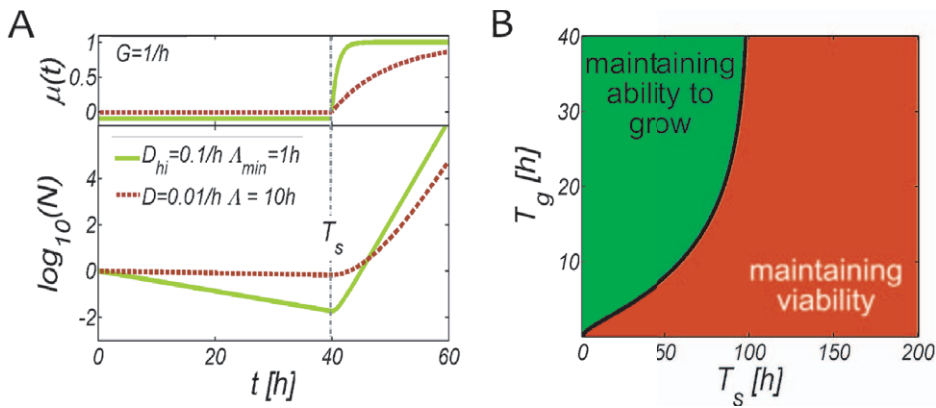 A
G=1/h
μ(t)
1
0.5
0
D_hi=0.1/h Λ_min=1h
D=0.01/h Λ = 10h
T_s
log_10(N)
4
2
0
-2
0
20
40
60
t [h]
B
maintaining
ability to
grow
maintaining
viability
T_g [h]
40
30
20
10
0
50
100
150
200
T_s [h]